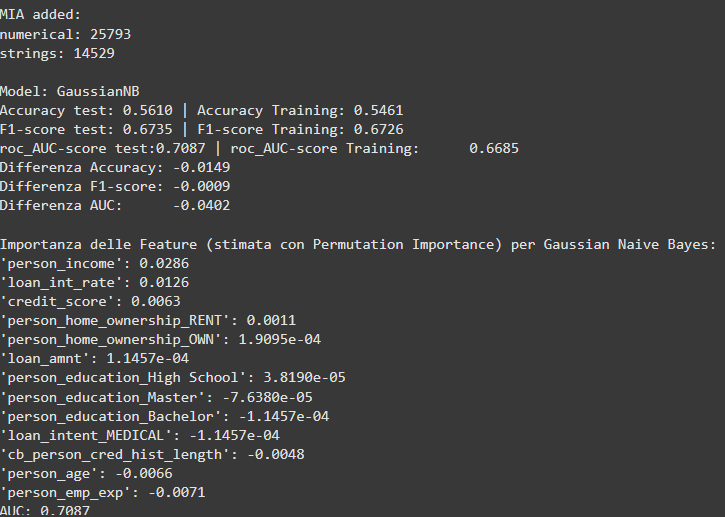 MIA added:
numerical: 25793
strings: 14529
Model: GaussianNB
Accuracy test: 0.5610 | Accuracy Training: 0.5461
F1-score test: 0.6735 | F1-score Training: 0.6726
roc_AUC-score test:0.7087 | roc_AUC-score Training:      0.6685
Differenza Accuracy: -0.0149
Differenza F1-score: -0.0009
Differenza AUC:      -0.0402
Importanza delle Feature (stimata con Permutation Importance) per Gaussian Naive Bayes:
'person_income': 0.0286
'loan_int_rate': 0.0126
'credit_score': 0.0063
'person_home_ownership_RENT': 0.0011
'person_home_ownership_OWN': 1.9095e-04
'loan_amnt': 1.1457e-04
'person_education_High School': 3.8190e-05
'person_education_Master': -7.6380e-05
'person_education_Bachelor': -1.1457e-04
'loan_intent_MEDICAL': -1.1457e-04
'cb_person_cred_hist_length': -0.0048
'person_age': -0.0066
'person_emp_exp': -0.0071
AUC: 0.7087